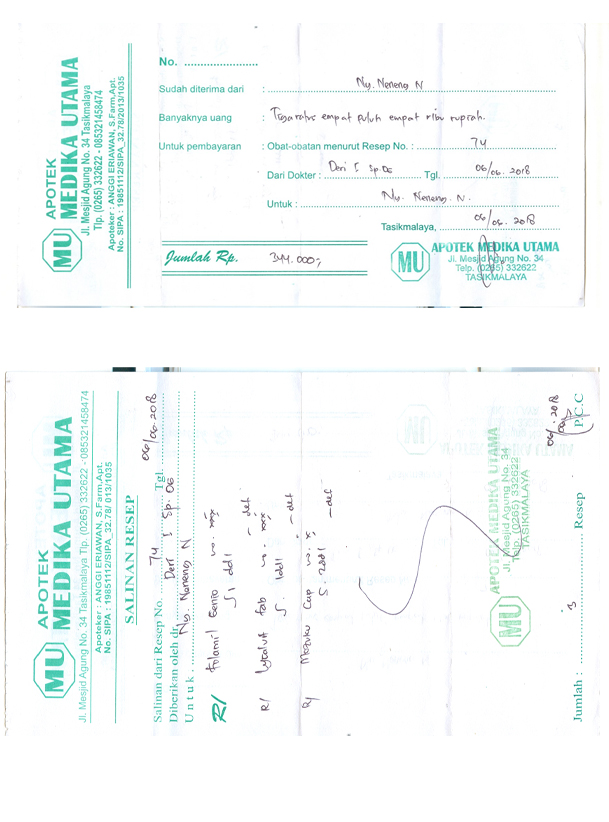 APOTEK
MEDIKA UTAMA
Jl. Mesjid Agung No. 34 Tasikmalaya
Tlp. (0265) 332622 - 085321458474
Apoteker : ANGGI ERIAWAN, S.Farm,Apt.
No. SIPA : 19851112/SIPA_32.78/2013/1035
MU
No. ........................
Sudah diterima dari : Ny. Neneng N
Banyaknya uang : Tigaratus empat puluh empat ribu rupiah.
Untuk pembayaran : Obat-obatan menurut Resep No. : 74
Dari Dokter : Deri S Sp.OG Tgl. 06/06.2018
Untuk : Ny. Neneng. N.
Tasikmalaya, 06/06.2018
Jumlah Rp. 344.000,-
MU
APOTEK MEDIKA UTAMA
Jl. Mesjid Agung No. 34
Telp. (0265) 332622
TASIKMALAYA
MU
APOTEK
MEDIKA UTAMA
Jl. Mesjid Agung No. 34 Tasikmalaya Tlp. (0265) 332622 - 085321458474
Apoteker : ANGGI ERIAWAN, S.Farm,Apt.
No. SIPA : 19851112/SIPA_32.78/ 013/1035
SALINAN RESEP
Salinan dari Resep No. 74 Tgl. 06/06.2018
Diberikan oleh dr. Deri S Sp.OG
Untuk : Ny. Neneng N
R/ Folamil Genio no. xxx
S 1 dd1 - det
R/ tab no. xxx
S. 1dd1 - det
R/ Cap no. x
S. 2dd1 - det
MU
APOTEK MEDIKA UTAMA
Jl. Mesjid Agung No. 34
Telp. (0265) 332622
TASIKMALAYA
06/06.2018
Jumlah : 3 Resep P.C.C